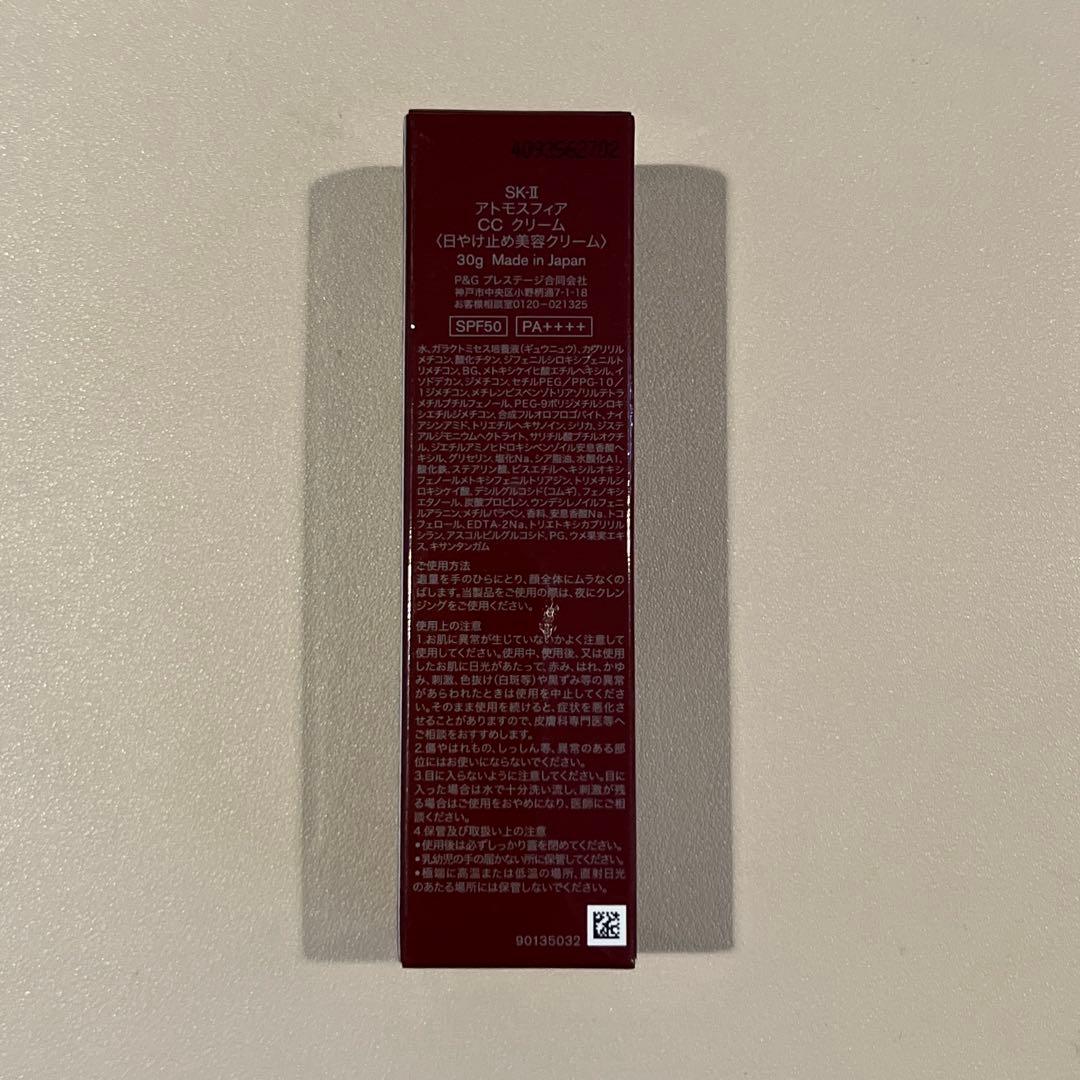 4093562702
SK-II
アトモスフィア
CC クリーム
〈日やけ止め美容クリーム〉
30g Made in Japan
P&G プレステージ合同会社
神戸市中央区小野柄通7-1-18
お客様相談室0120-021325
SPF50 PA++++
水、ガラクトミセス培養液(ギュウニュウ)、カプリリル
メチコン、酸化チタン、ジフェニルシロキシフェニルト
リメチコン、BG、メトキシケイヒ酸エチルヘキシル、イ
ソドデカン、ジメチコン、セチルPEG/PPG-10/
1ジメチコン、メチレンビスベンゾトリアゾリルテトラ
メチルブチルフェノール、PEG-9ポリジメチルシロキ
シエチルジメチコン、合成フルオロフロゴパイト、ナイ
アシンアミド、トリエチルヘキサノイン、シリカ、ジステ
アルジモニウムヘクトライト、サリチル酸ブチルオクチ
ル、ジエチルアミノヒドロキシベンゾイル安息香酸ヘ
キシル、グリセリン、塩化Na、シア脂油、水酸化Al、
酸化鉄、ステアリン酸、ビスエチルヘキシルオキシ
フェノールメトキシフェニルトリアジン、トリメチルシ
ロキシケイ酸、デシルグルコシド(コムギ)、フェノキシ
エタノール、炭酸プロピレン、ウンデシレノイルフェニ
ルアラニン、メチルパラベン、香料、安息香酸Na、トコ
フェロール、EDTA-2Na、トリエトキシカプリリル
シラン、アスコルビルグルコシド、PG、ウメ果実エキ
ス、キサンタンガム
ご使用方法
適量を手のひらにとり、顔全体にムラなくの
ばします。当製品をご使用の際は、夜にクレン
ジングをご使用ください。
使用上の注意
1.お肌に異常が生じていないかよく注意して
使用してください。使用中、使用後、又は使用
したお肌に日光があたって、赤み、はれ、かゆ
み、刺激、色抜け(白斑等)や黒ずみ等の異常
があらわれたときは使用を中止してくださ
い。そのまま使用を続けると、症状を悪化さ
せることがありますので、皮膚科専門医等へ
ご相談をおすすめします。
2.傷やはれもの、しっしん等、異常のある部
位にはお使いにならないでください。
3.目に入らないように注意してください。目に
入った場合は水で十分洗い流し、刺激が残
る場合はご使用をおやめになり、医師にご相
談ください。
4.保管及び取扱い上の注意
•使用後は必ずしっかり蓋を閉めてください。
•乳幼児の手の届かない所に保管してください。
•極端に高温または低温の場所、直射日光
のあたる場所には保管しないでください。
90135032